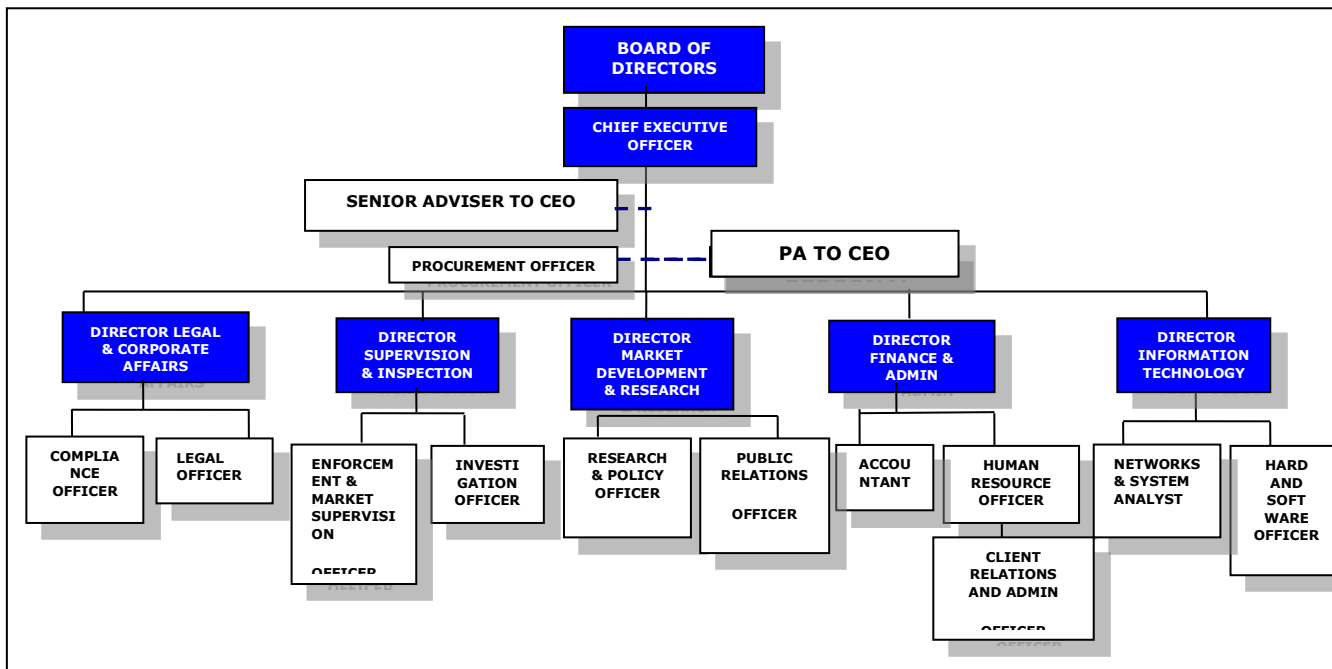 BOARD OF
DIRECTORS
CHIEF EXECUTIVE
OFFICER
SENIOR ADVISER TO CEO
PROCUREMENT OFFICER
PA TO CEO
DIRECTOR LEGAL
& CORPORATE
AFFAIRS
DIRECTOR
SUPERVISION
& INSPECTION
DIRECTOR
MARKET
DEVELOPMENT
& RESEARCH
DIRECTOR
FINANCE &
ADMIN
DIRECTOR
INFORMATION
TECHNOLOGY
COMPLIA
NCE
OFFICER
LEGAL
OFFICER
ENFORCEM
ENT &
MARKET
SUPERVISI
ON
OFFICER
INVESTI
GATION
OFFICER
RESEARCH
& POLICY
OFFICER
PUBLIC
RELATIONS
OFFICER
ACCOU
NTANT
HUMAN
RESOURCE
OFFICER
CLIENT
RELATIONS
AND ADMIN
OFFICER
NETWORKS
& SYSTEM
ANALYST
HARD
AND
SOFT
WARE
OFFICER